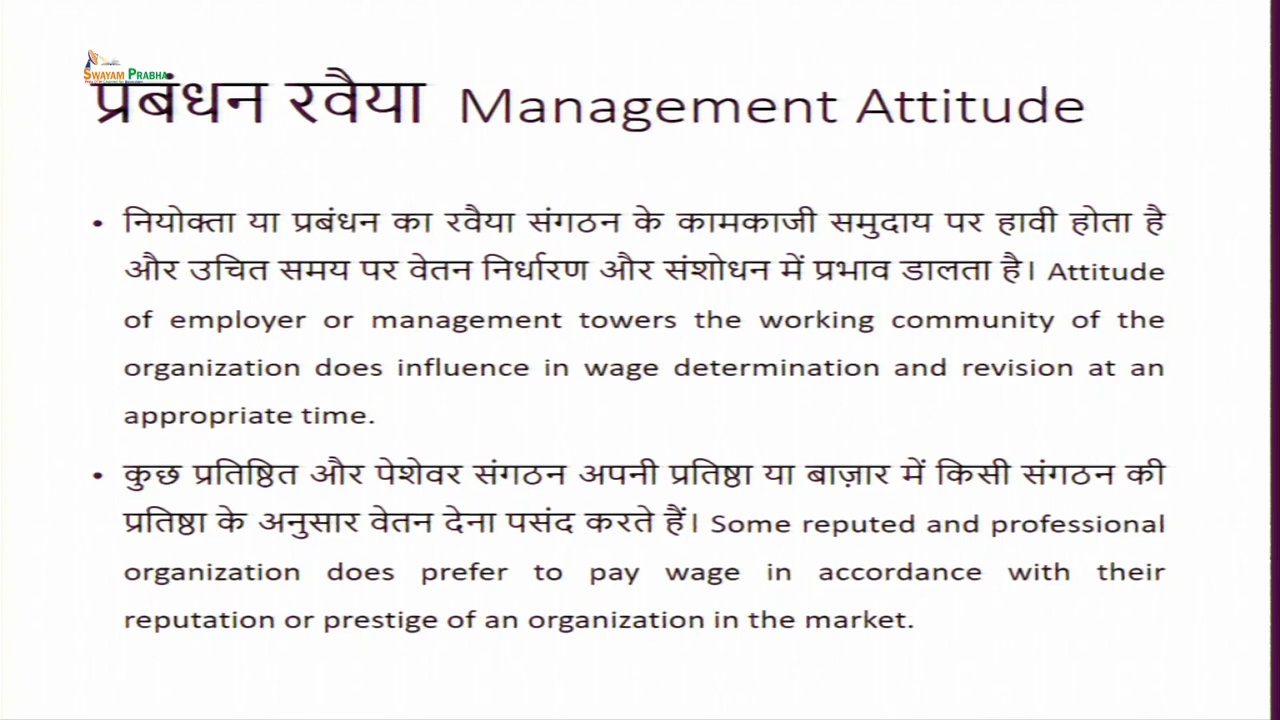 SWAYAM PRABHA
प्रबंधन रवैया Management Attitude
• नियोक्ता या प्रबंधन का रवैया संगठन के कामकाजी समुदाय पर हावी होता है
और उचित समय पर वेतन निर्धारण और संशोधन में प्रभाव डालता है। Attitude
of employer or management towers the working community of the
organization does influence in wage determination and revision at an
appropriate time.
• कुछ प्रतिष्ठित और पेशेवर संगठन अपनी प्रतिष्ठा या बाज़ार में किसी संगठन की
प्रतिष्ठा के अनुसार वेतन देना पसंद करते हैं। Some reputed and professional
organization does prefer to pay wage in accordance with their
reputation or prestige of an organization in the market.